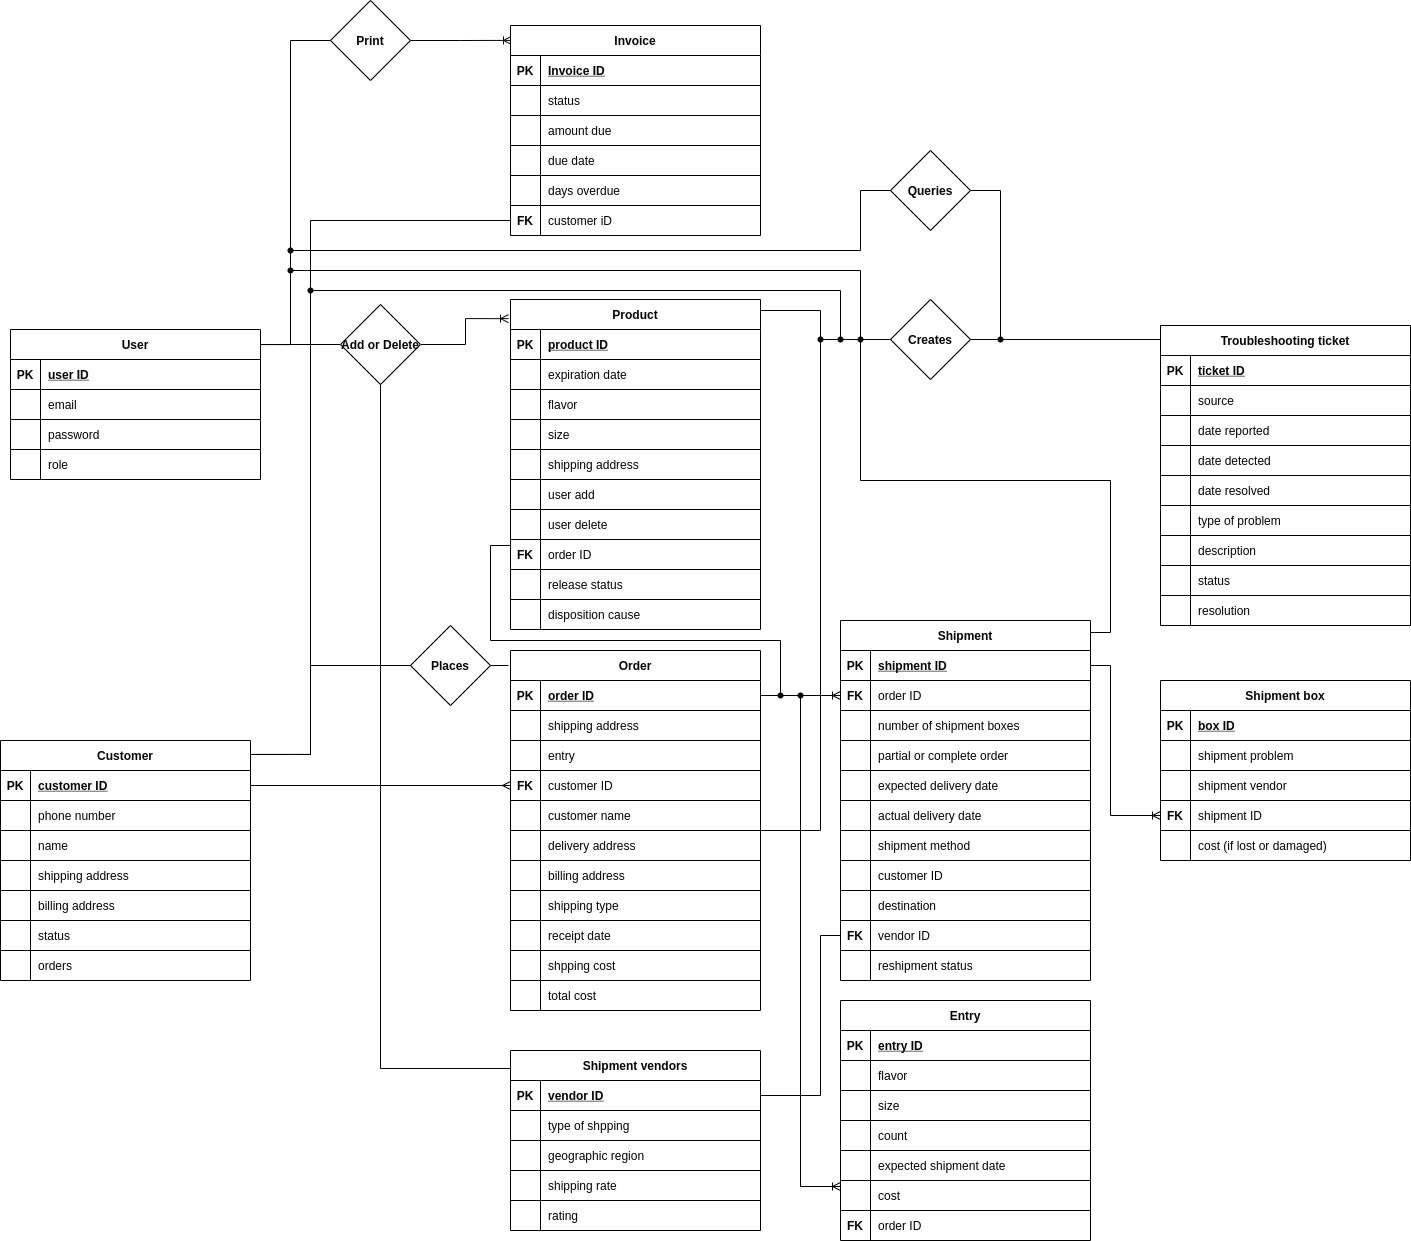 Print
Invoice
PK Invoice ID
status
amount due
due date
days overdue
FK customer iD
Queries
User
PK user ID
email
password
role
Add or Delete
Product
PK product ID
expiration date
flavor
size
shipping address
user add
user delete
FK order ID
release status
disposition cause
Creates
Troubleshooting ticket
PK ticket ID
source
date reported
date detected
date resolved
type of problem
description
status
resolution
Places
Order
PK order ID
shipping address
entry
FK customer ID
customer name
delivery address
billing address
shipping type
receipt date
shpping cost
total cost
Shipment
PK shipment ID
FK order ID
number of shipment boxes
partial or complete order
expected delivery date
actual delivery date
shipment method
customer ID
destination
FK vendor ID
reshipment status
Shipment box
PK box ID
shipment problem
shipment vendor
FK shipment ID
cost (if lost or damaged)
Customer
PK customer ID
phone number
name
shipping address
billing address
status
orders
Shipment vendors
PK vendor ID
type of shpping
geographic region
shipping rate
rating
Entry
PK entry ID
flavor
size
count
expected shipment date
cost
FK order ID